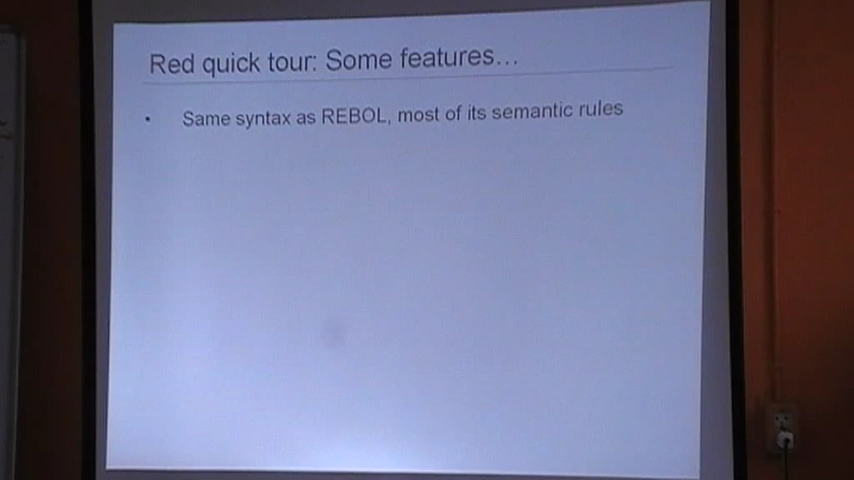 Red quick tour: Some features…
• Same syntax as REBOL, most of its semantic rules